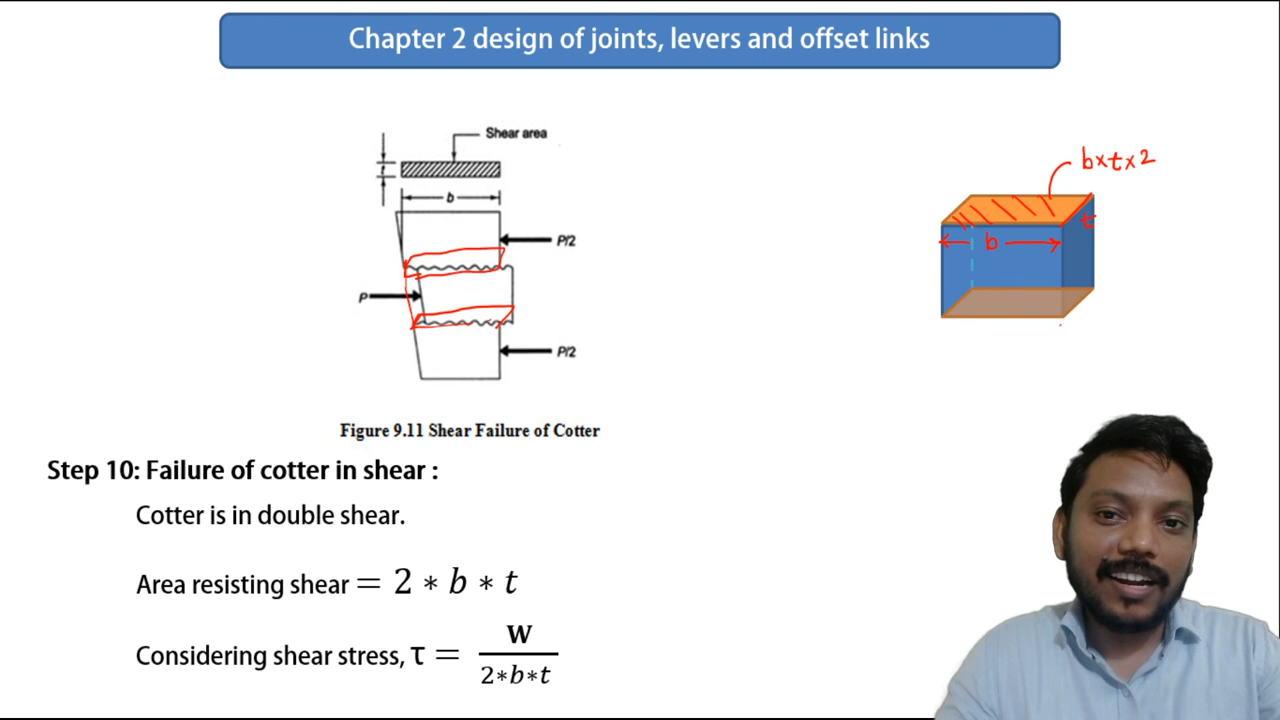 Chapter 2 design of joints, levers and offset links
Shear area
t
b
P/2
P
P/2
b×t×2
b
t
Figure 9.11 Shear Failure of Cotter
Step 10: Failure of cotter in shear :
Cotter is in double shear.
Area resisting shear = 2 * b * t
Considering shear stress, τ = W
2*b*t